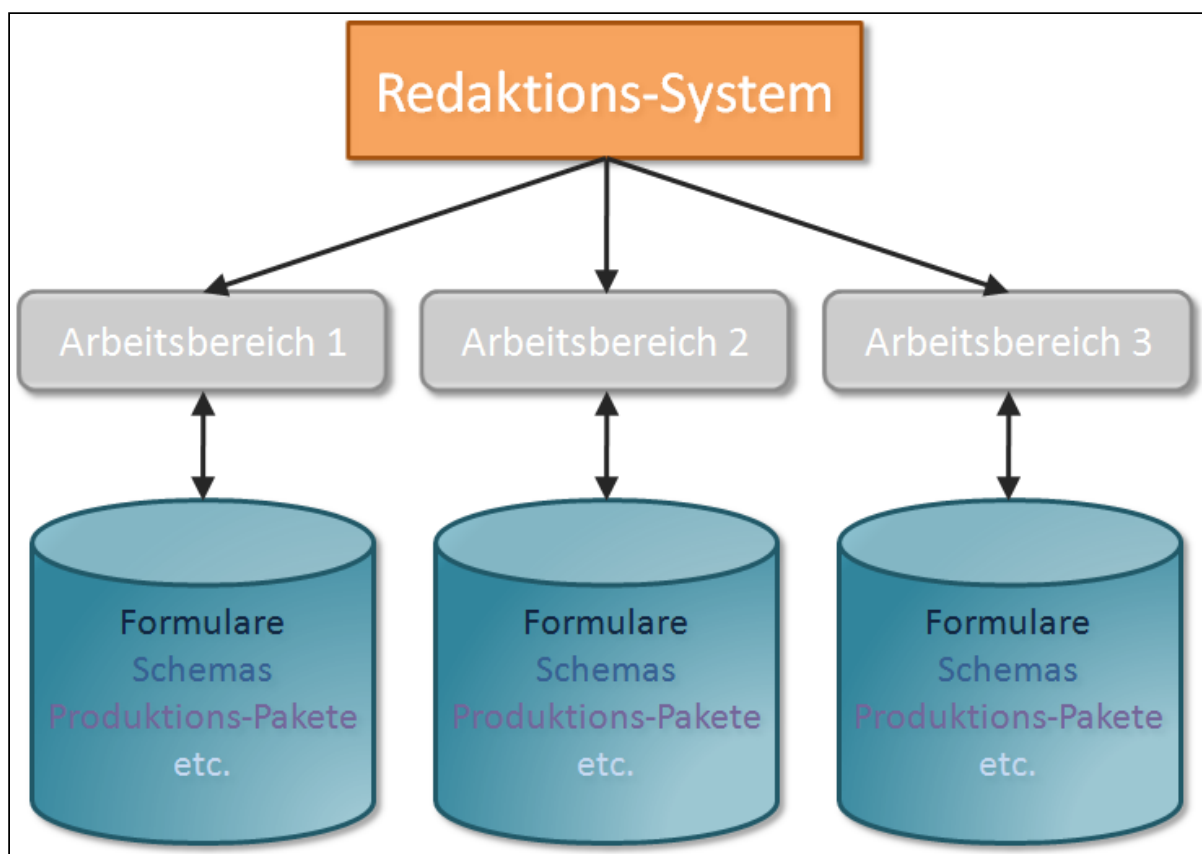 Redaktions-System
Arbeitsbereich 1
Arbeitsbereich 2
Arbeitsbereich 3
Formulare
Schemas
Produktions-Pakete
etc.
Formulare
Schemas
Produktions-Pakete
etc.
Formulare
Schemas
Produktions-Pakete
etc.